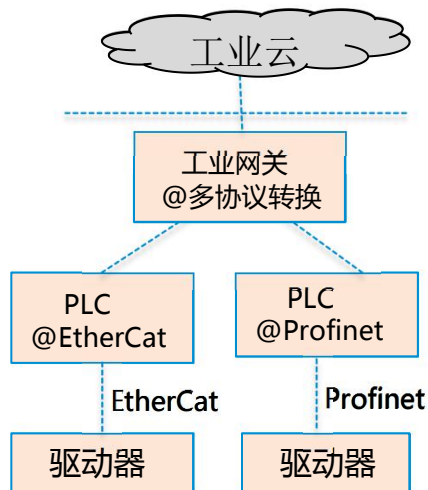 工业云
工业网关
@多协议转换
PLC
@EtherCat
PLC
@Profinet
EtherCat
Profinet
驱动器
驱动器